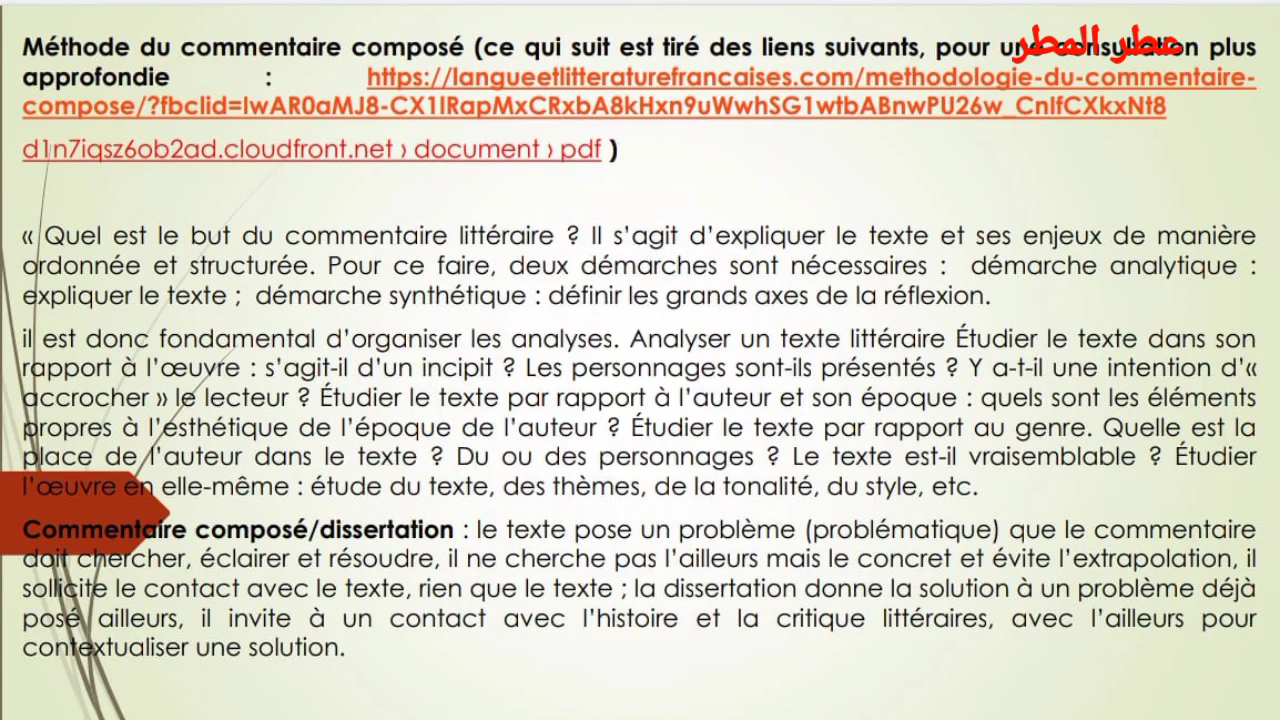 عطر المطر
Méthode du commentaire composé (ce qui suit est tiré des liens suivants, pour une consultation plus
approfondie : https://langueetlitteraturefrancaises.com/methodologie-du-commentaire-
compose/?fbclid=IwAR0aMJ8-CX1lRapMxCRxbA8kHxn9uWwhSG1wtbABnwPU26w_CnIfCXkxNt8
d1n7iqsz6ob2ad.cloudfront.net › document › pdf )
« Quel est le but du commentaire littéraire ? Il s’agit d’expliquer le texte et ses enjeux de manière
ordonnée et structurée. Pour ce faire, deux démarches sont nécessaires : démarche analytique :
expliquer le texte ; démarche synthétique : définir les grands axes de la réflexion.
il est donc fondamental d’organiser les analyses. Analyser un texte littéraire Étudier le texte dans son
rapport à l’œuvre : s’agit-il d’un incipit ? Les personnages sont-ils présentés ? Y a-t-il une intention d’«
accrocher » le lecteur ? Étudier le texte par rapport à l’auteur et son époque : quels sont les éléments
propres à l’esthétique de l’époque de l’auteur ? Étudier le texte par rapport au genre. Quelle est la
place de l’auteur dans le texte ? Du ou des personnages ? Le texte est-il vraisemblable ? Étudier
l’œuvre en elle-même : étude du texte, des thèmes, de la tonalité, du style, etc.
Commentaire composé/dissertation : le texte pose un problème (problématique) que le commentaire
doit chercher, éclairer et résoudre, il ne cherche pas l’ailleurs mais le concret et évite l’extrapolation, il
sollicite le contact avec le texte, rien que le texte ; la dissertation donne la solution à un problème déjà
posé ailleurs, il invite à un contact avec l’histoire et la critique littéraires, avec l’ailleurs pour
contextualiser une solution.